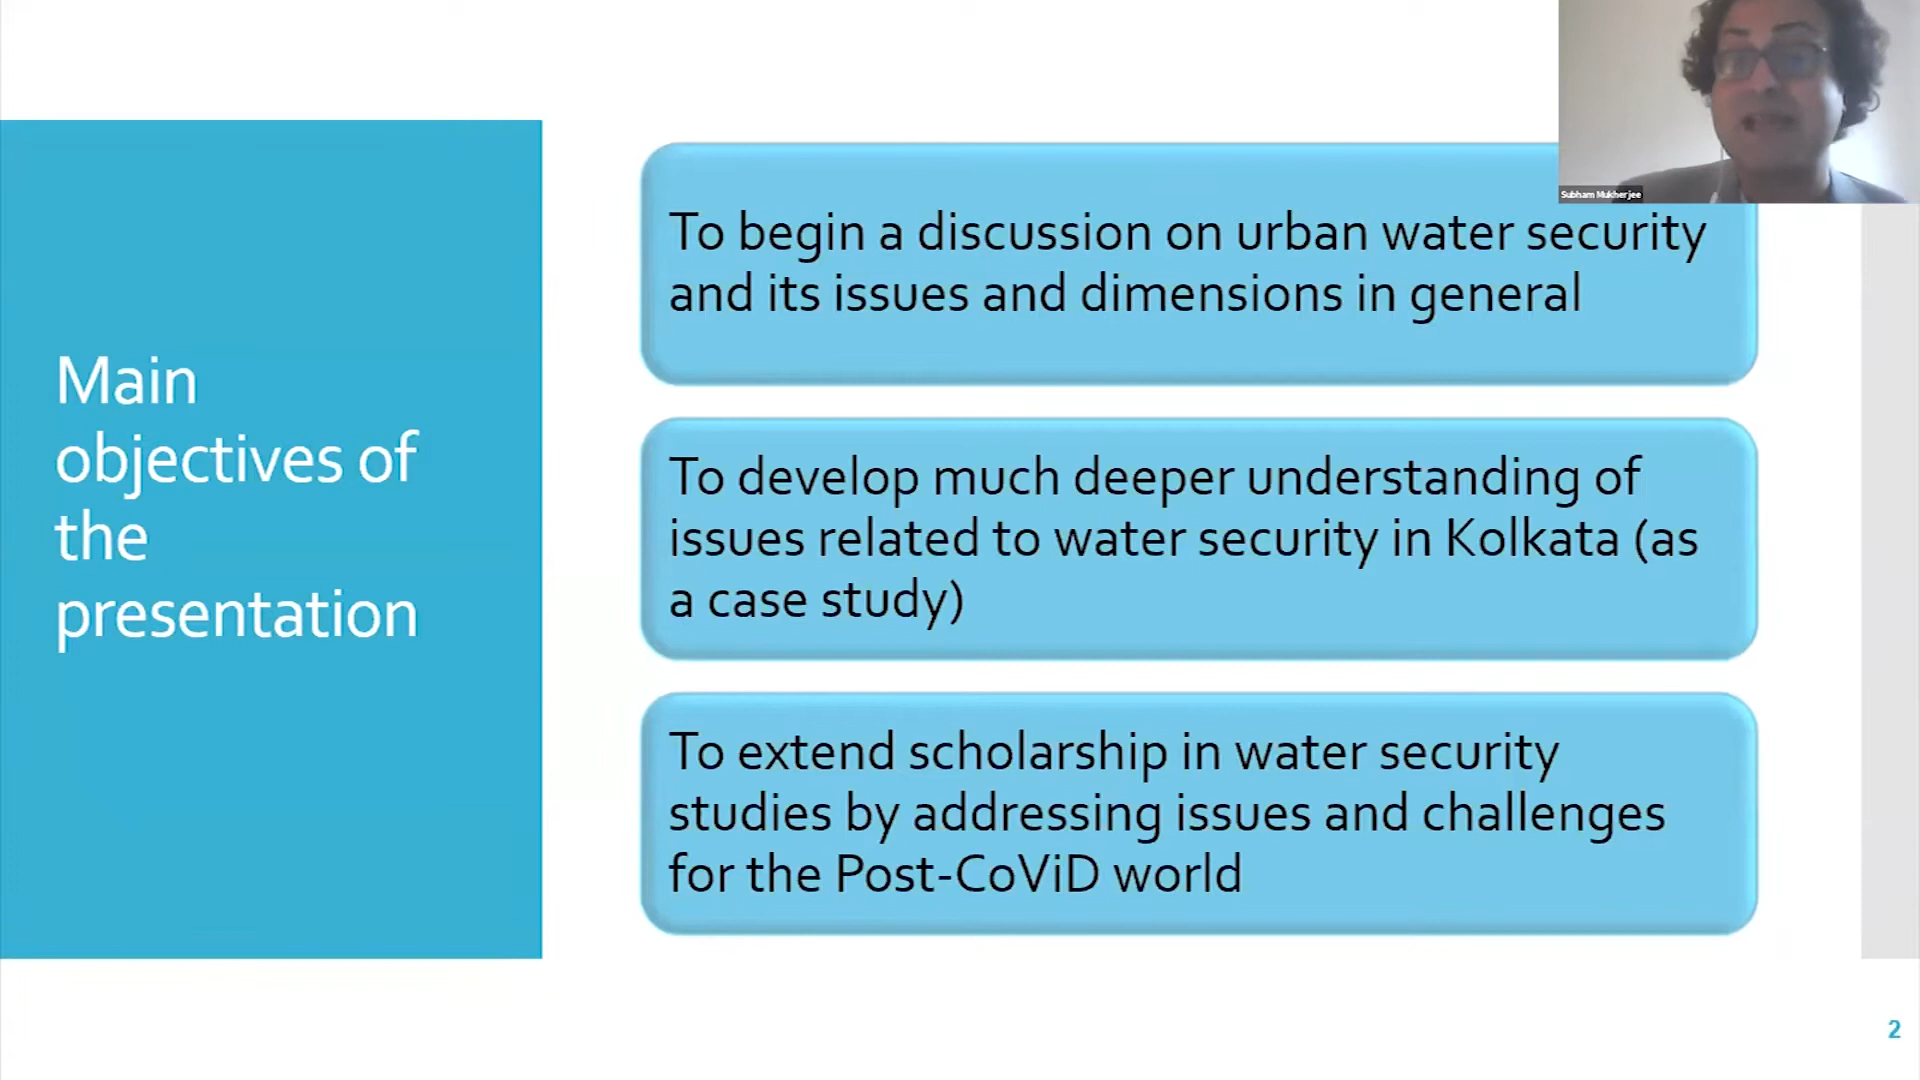 Main
objectives of
the
presentation
To begin a discussion on urban water security
and its issues and dimensions in general
To develop much deeper understanding of
issues related to water security in Kolkata (as
a case study)
To extend scholarship in water security
studies by addressing issues and challenges
for the Post-CoViD world
Subham Mukherjee
2